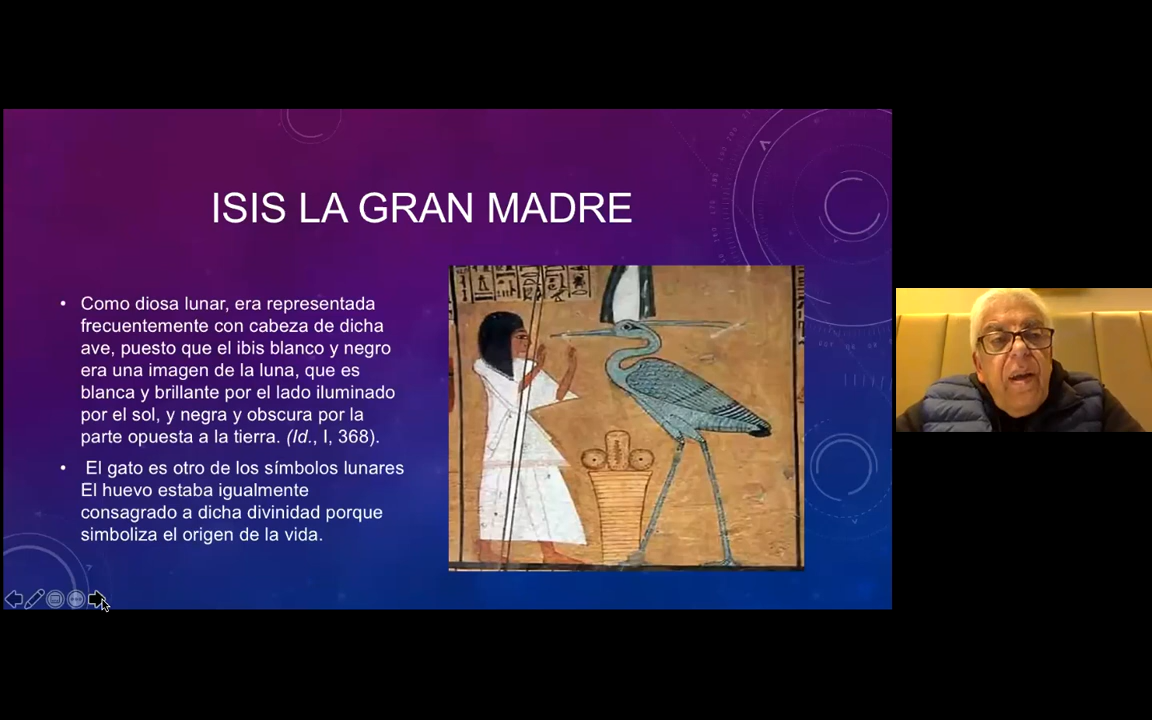 ISIS LA GRAN MADRE
• Como diosa lunar, era representada
frecuentemente con cabeza de dicha
ave, puesto que el ibis blanco y negro
era una imagen de la luna, que es
blanca y brillante por el lado iluminado
por el sol, y negra y obscura por la
parte opuesta a la tierra. (Id., I, 368).
• El gato es otro de los símbolos lunares
El huevo estaba igualmente
consagrado a dicha divinidad porque
simboliza el origen de la vida.